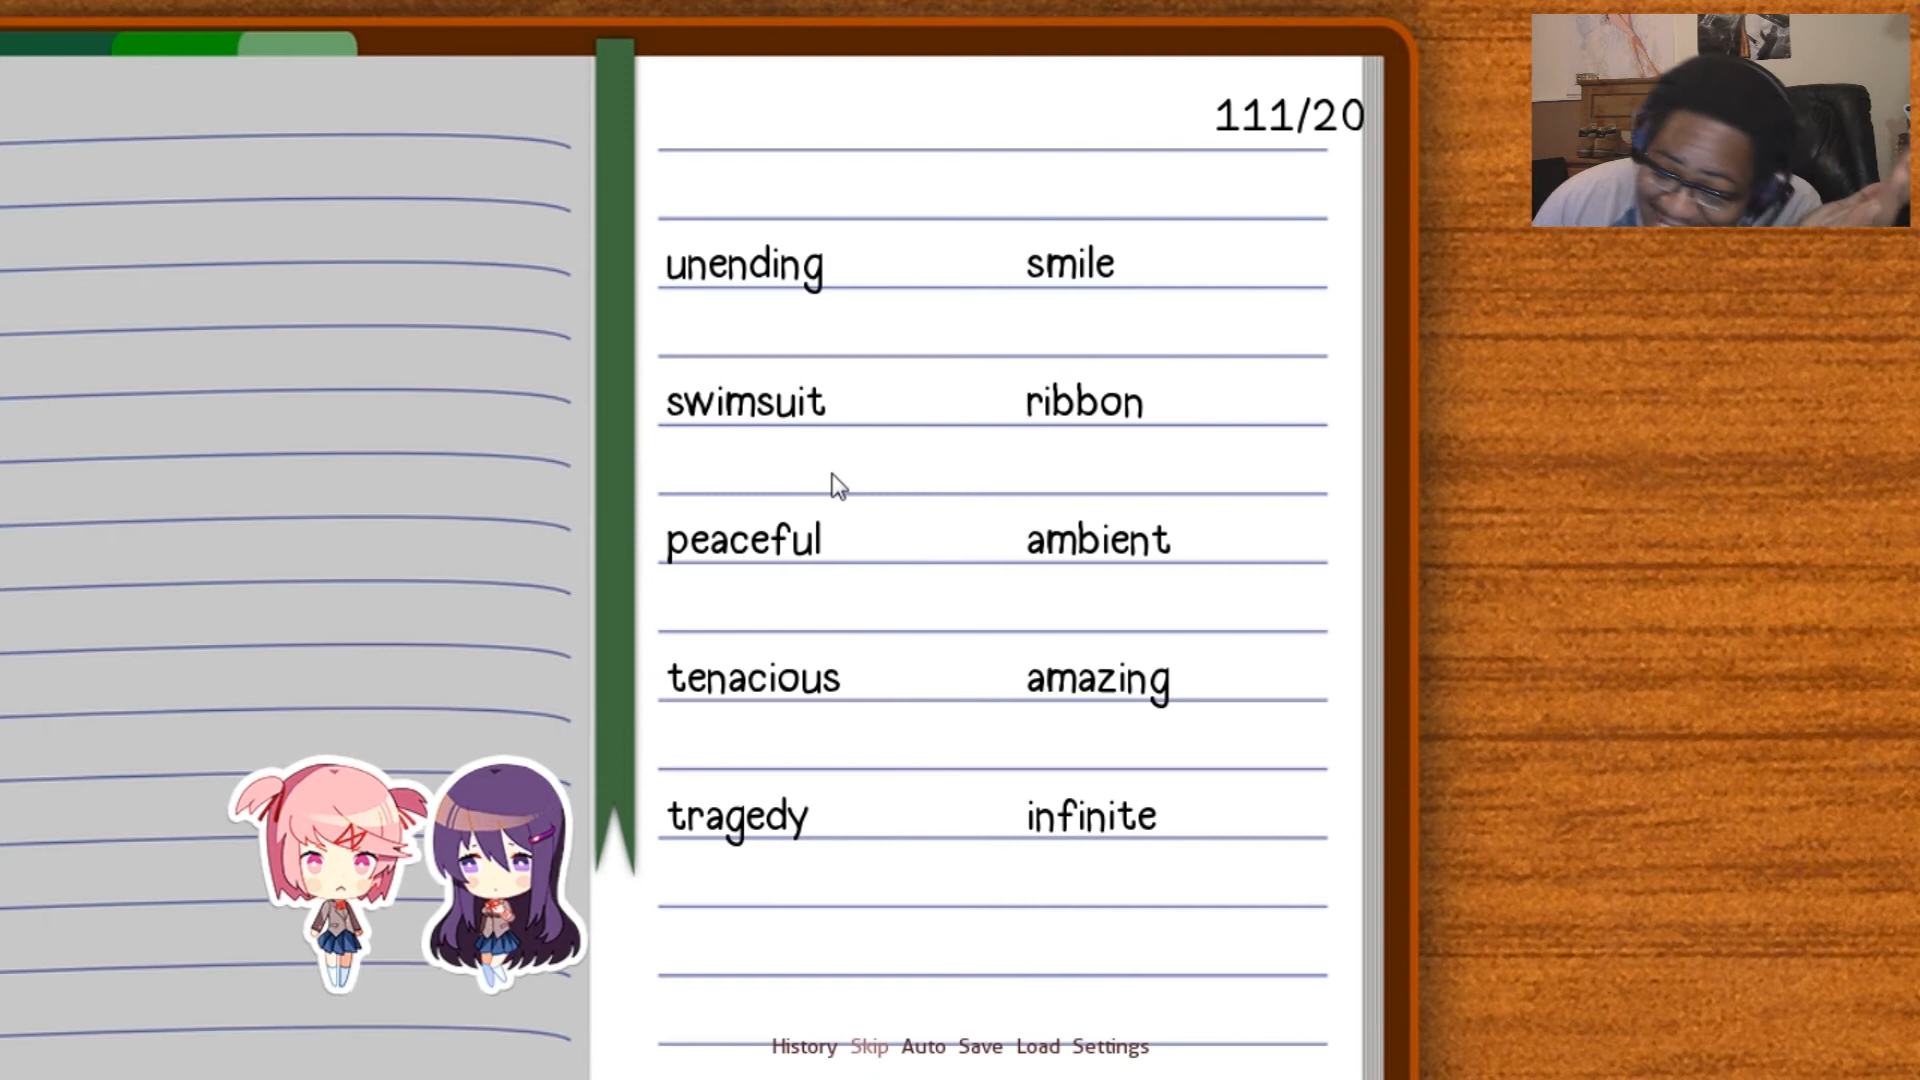 111/20
unending smile
swimsuit ribbon
peaceful ambient
tenacious amazing
tragedy infinite
History Skip Auto Save Load Settings